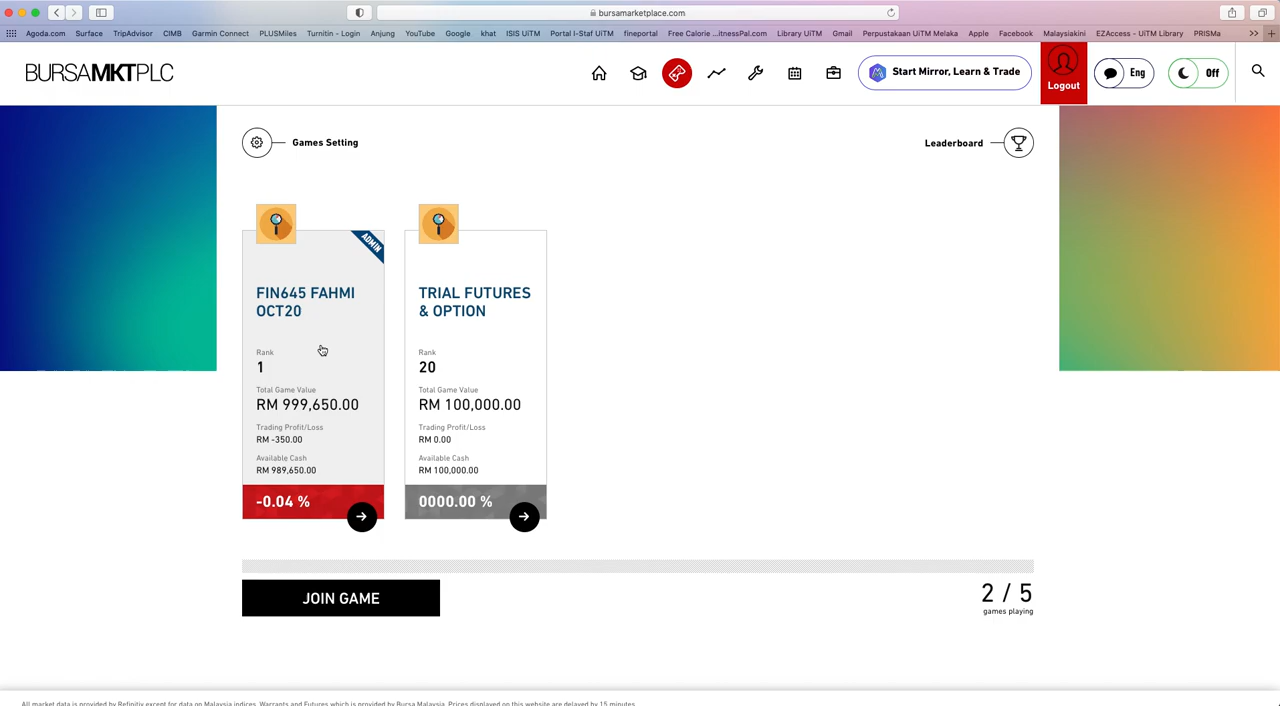 bursamarketplace.com
Agoda.com Surface TripAdvisor CIMB Garmin Connect PLUSMiles Turnitin - Login Anjung YouTube Google khat ISIS UiTM Portal I-Staf UiTM fineportal Free Calorie ...itnessPal.com Library UiTM Gmail Perpustakaan UiTM Melaka Apple Facebook Malaysiakini EZAccess - UiTM Library PRISMa
BURSAMKTPLC
Start Mirror, Learn & Trade
Logout
Eng
Off
Games Setting
Leaderboard
ADMIN
FIN645 FAHMI
OCT20
Rank
1
Total Game Value
RM 999,650.00
Trading Profit/Loss
RM -350.00
Available Cash
RM 989,650.00
-0.04 %
TRIAL FUTURES
& OPTION
Rank
20
Total Game Value
RM 100,000.00
Trading Profit/Loss
RM 0.00
Available Cash
RM 100,000.00
0000.00 %
JOIN GAME
2 / 5
games playing
All market data is provided by Refinitiv except for data on Malaysia indices, Warrants and Futures which is provided by Bursa Malaysia. Prices displayed on this website are delayed by 15 minutes.